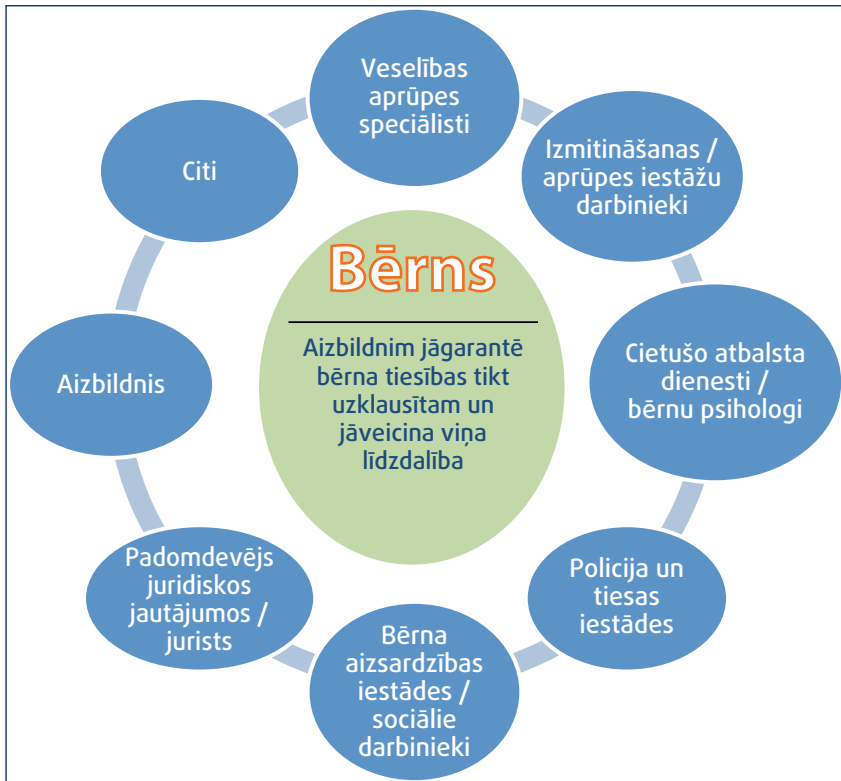 Veselības
aprūpes
speciālisti
Izmitināšanas /
aprūpes iestāžu
darbinieki
Cietušo atbalsta
dienesti /
bērnu psihologi
Policija un
tiesas
iestādes
Bērna
aizsardzības
iestādes /
sociālie
darbinieki
Padomdevējs
juridiskos
jautājumos /
jurists
Aizbildnis
Citi
Bērns
Aizbildnim jāgarantē
bērna tiesības tikt
uzklausītam un
jāveicina viņa
līdzdalība